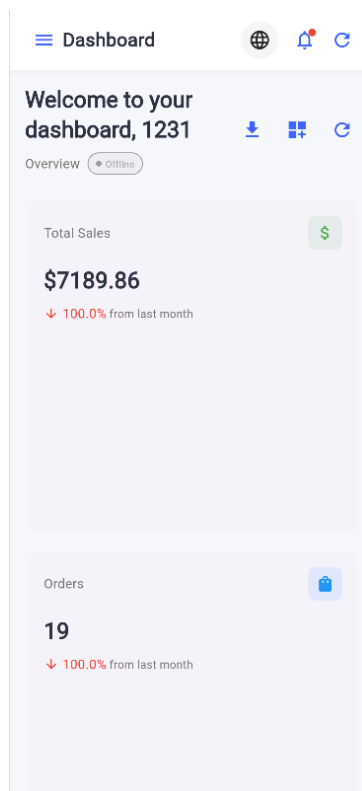 Dashboard
Welcome to your
dashboard, 1231
Overview Offline
Total Sales
$
$7189.86
100.0% from last month
Orders
19
100.0% from last month